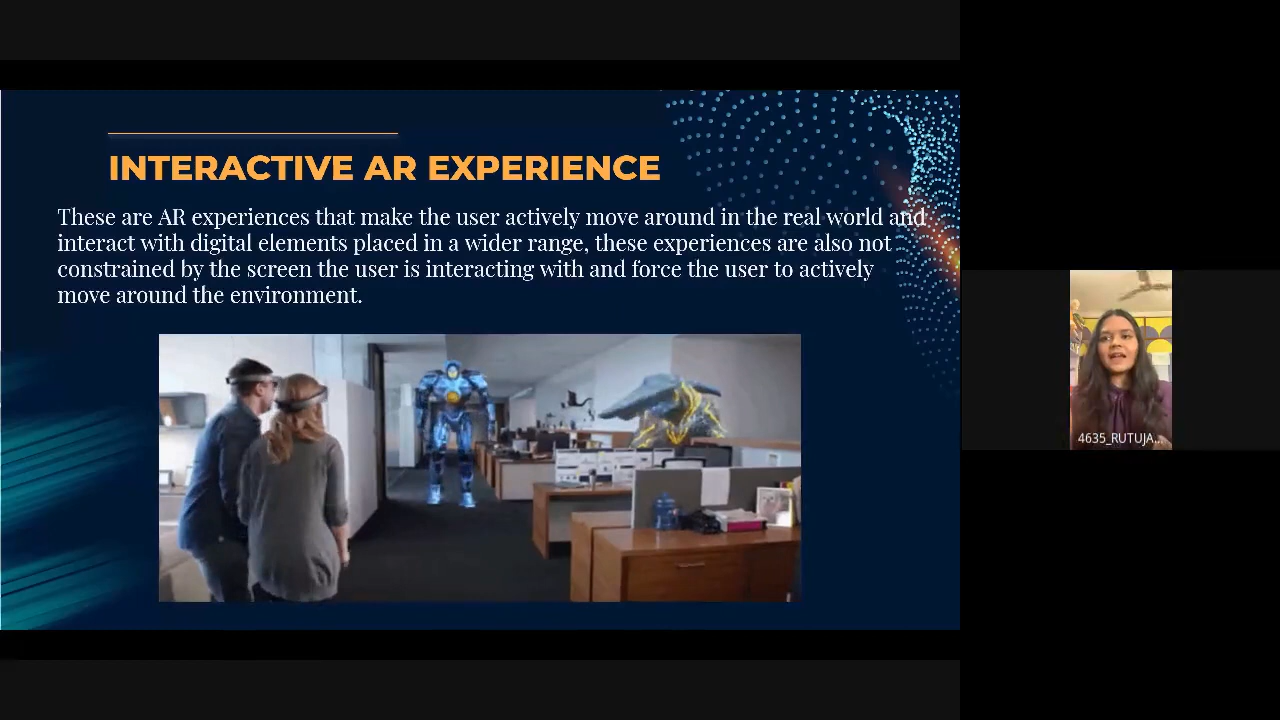 INTERACTIVE AR EXPERIENCE
These are AR experiences that make the user actively move around in the real world and
interact with digital elements placed in a wider range, these experiences are also not
constrained by the screen the user is interacting with and force the user to actively
move around the environment.
4635_RUTUJA...